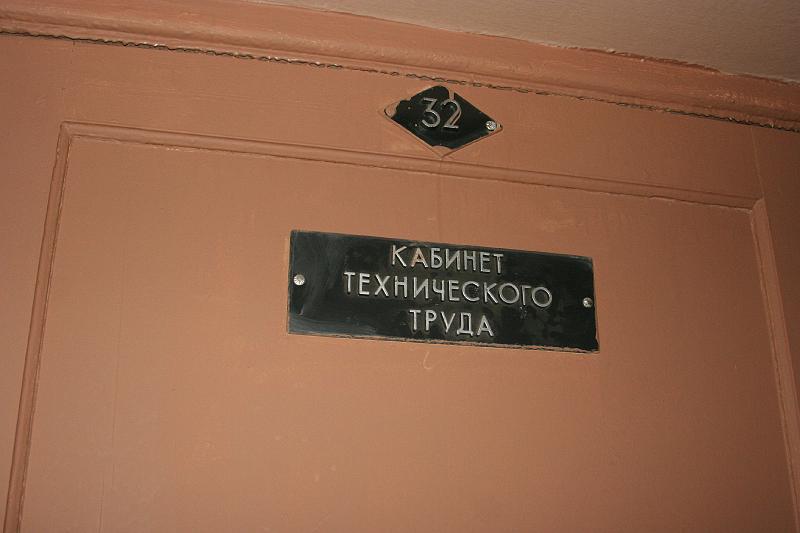 32
КАБИНЕТ
ТЕХНИЧЕСКОГО
ТРУДА